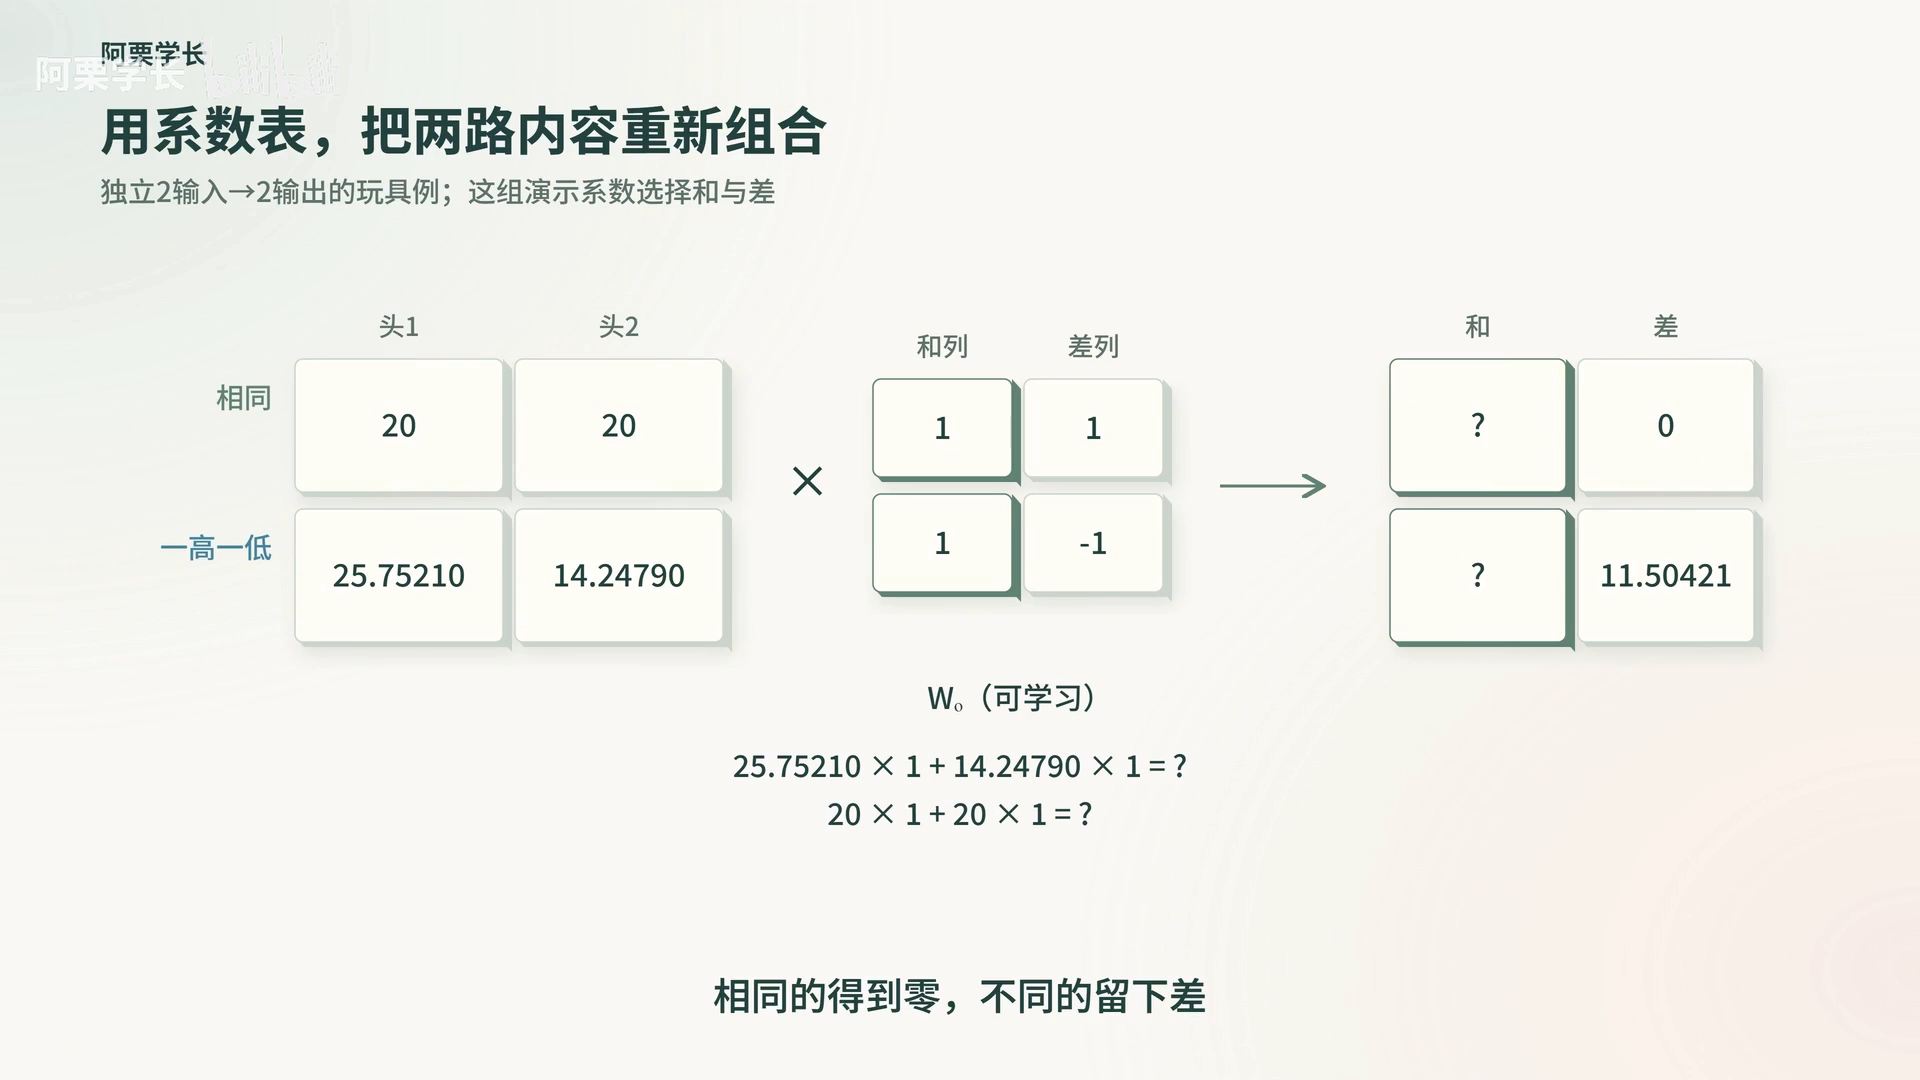 阿栗学长
阿栗学长 bilibili
用系数表，把两路内容重新组合
独立2输入→2输出的玩具例；这组演示系数选择和与差
头1 头2 和列 差列 和 差
相同 20 20 1 1 ? 0
× →
一高一低 25.75210 14.24790 1 -1 ? 11.50421
Wₒ（可学习）
25.75210 × 1 + 14.24790 × 1 = ?
20 × 1 + 20 × 1 = ?
相同的得到零，不同的留下差